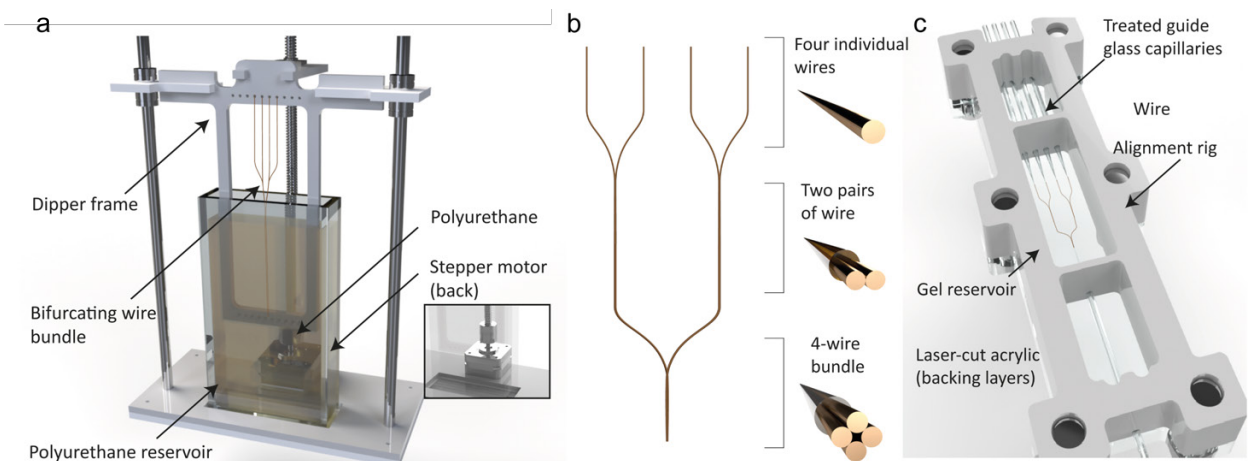 a
Dipper frame
Bifurcating wire
bundle
Polyurethane reservoir
Polyurethane
Stepper motor
(back)
b
Four individual
wires
Two pairs
of wire
4-wire
bundle
c
Treated guide
glass capillaries
Wire
Alignment rig
Gel reservoir
Laser-cut acrylic
(backing layers)